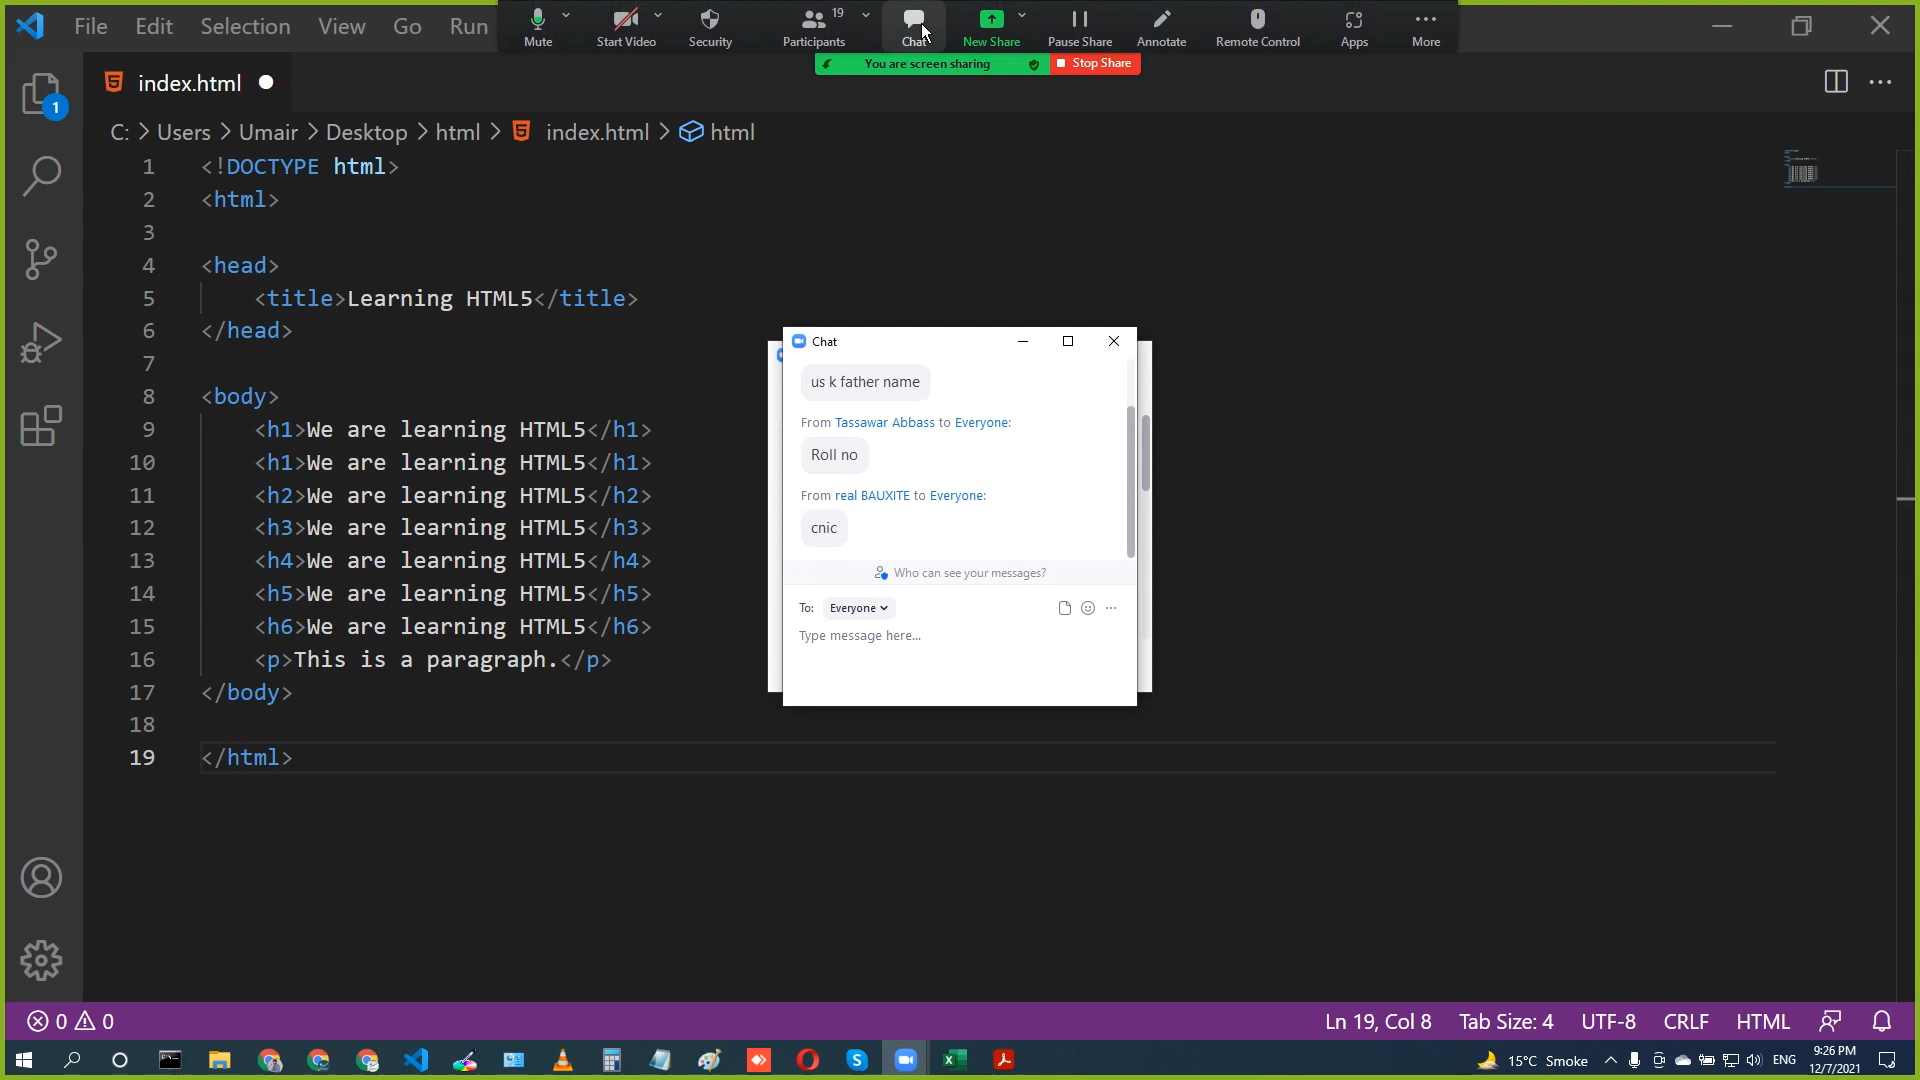 File Edit Selection View Go Run
Mute Start Video Security Participants 19 Chat New Share Pause Share Annotate Remote Control Apps More
You are screen sharing Stop Share
index.html
1
C: > Users > Umair > Desktop > html > index.html > html
1 <!DOCTYPE html>
2 <html>
3
4 <head>
5 <title>Learning HTML5</title>
6 </head>
7
8 <body>
9 <h1>We are learning HTML5</h1>
10 <h1>We are learning HTML5</h1>
11 <h2>We are learning HTML5</h2>
12 <h3>We are learning HTML5</h3>
13 <h4>We are learning HTML5</h4>
14 <h5>We are learning HTML5</h5>
15 <h6>We are learning HTML5</h6>
16 <p>This is a paragraph.</p>
17 </body>
18
19 </html>
Chat
us k father name
From Tassawar Abbass to Everyone:
Roll no
From real BAUXITE to Everyone:
cnic
Who can see your messages?
To: Everyone
Type message here...
0 0 Ln 19, Col 8 Tab Size: 4 UTF-8 CRLF HTML
15°C Smoke ENG 9:26 PM
12/7/2021